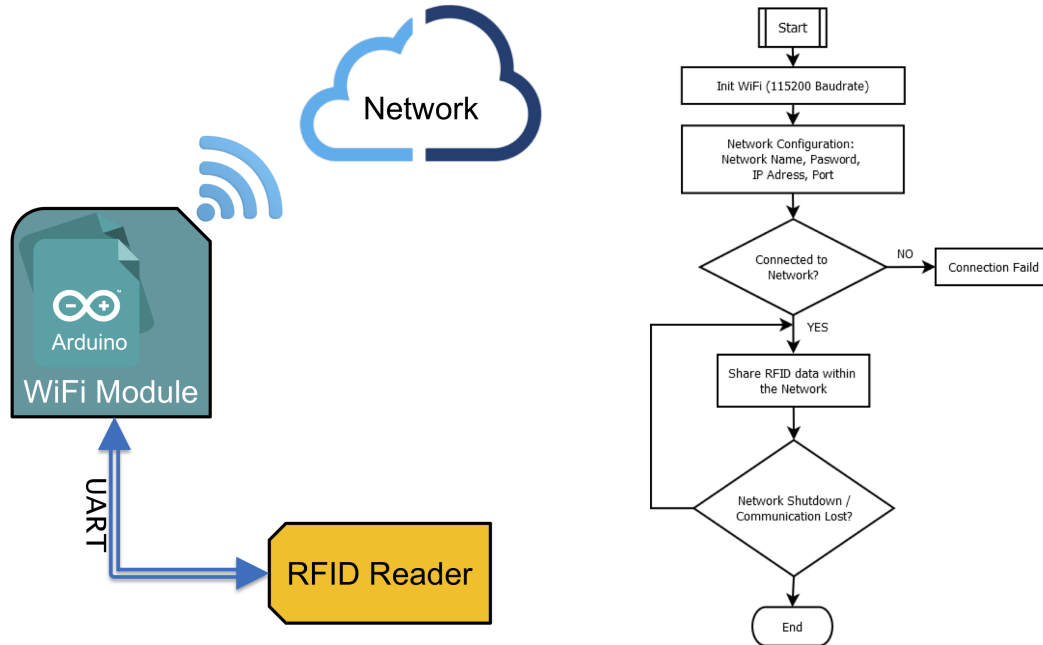 Network
Arduino
WiFi Module
UART
RFID Reader
Start
Init WiFi (115200 Baudrate)
Network Configuration:
Network Name, Pasword,
IP Adress, Port
Connected to
Network?
NO
Connection Faild
YES
Share RFID data within
the Network
Network Shutdown /
Communication Lost?
End